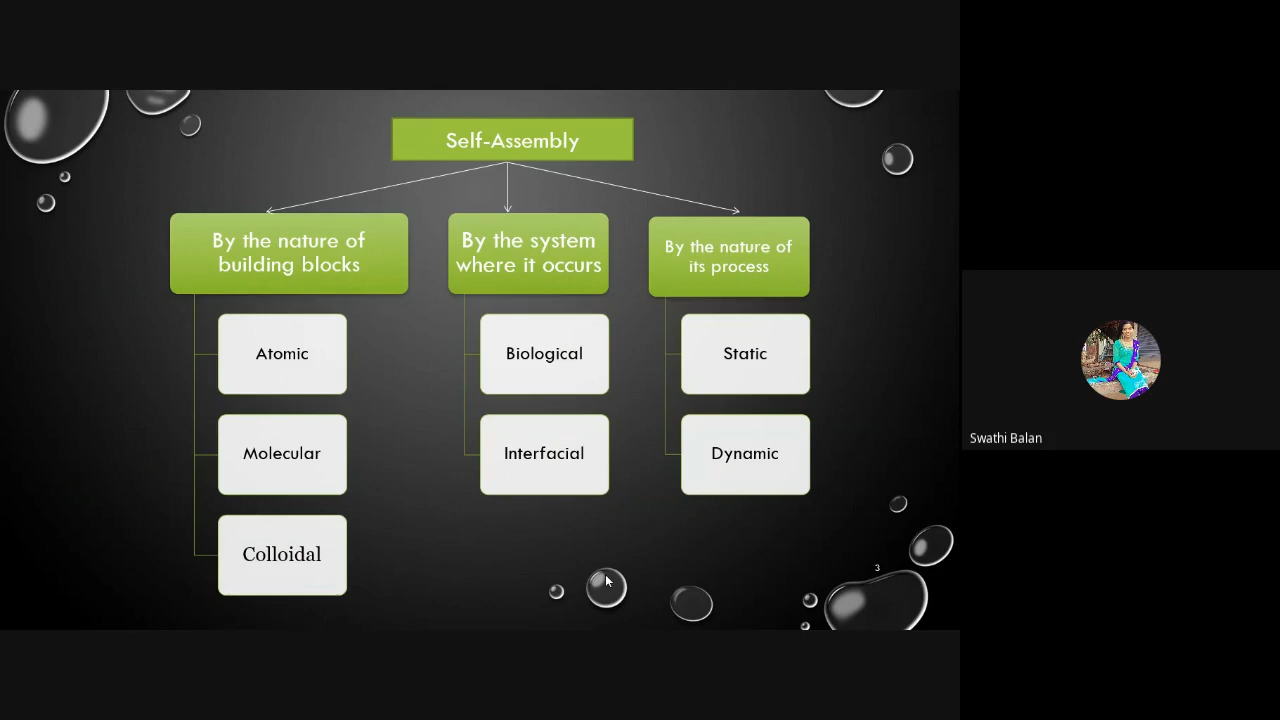 Self-Assembly
By the nature of
building blocks
By the system
where it occurs
By the nature of
its process
Atomic
Biological
Static
Molecular
Interfacial
Dynamic
Colloidal
3
Swathi Balan